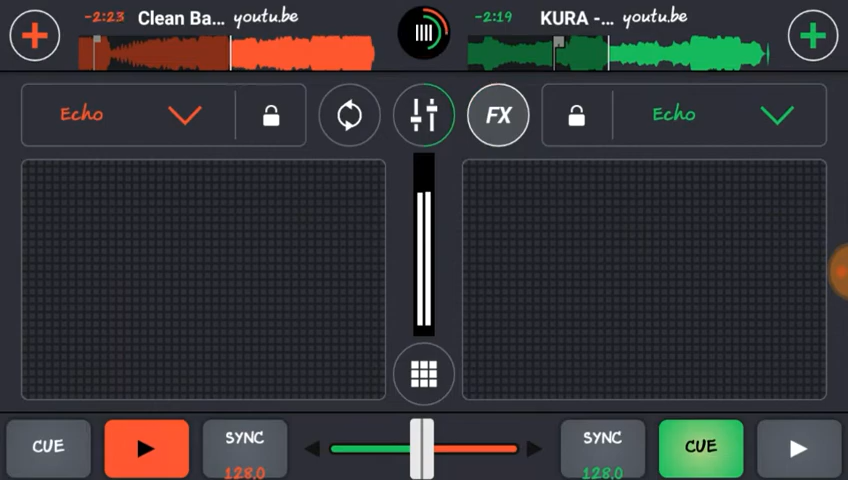 -2:23 Clean Ba... youtu.be
-2:19 KURA -... youtu.be
Echo
FX
Echo
CUE
SYNC
128.0
SYNC
128.0
CUE